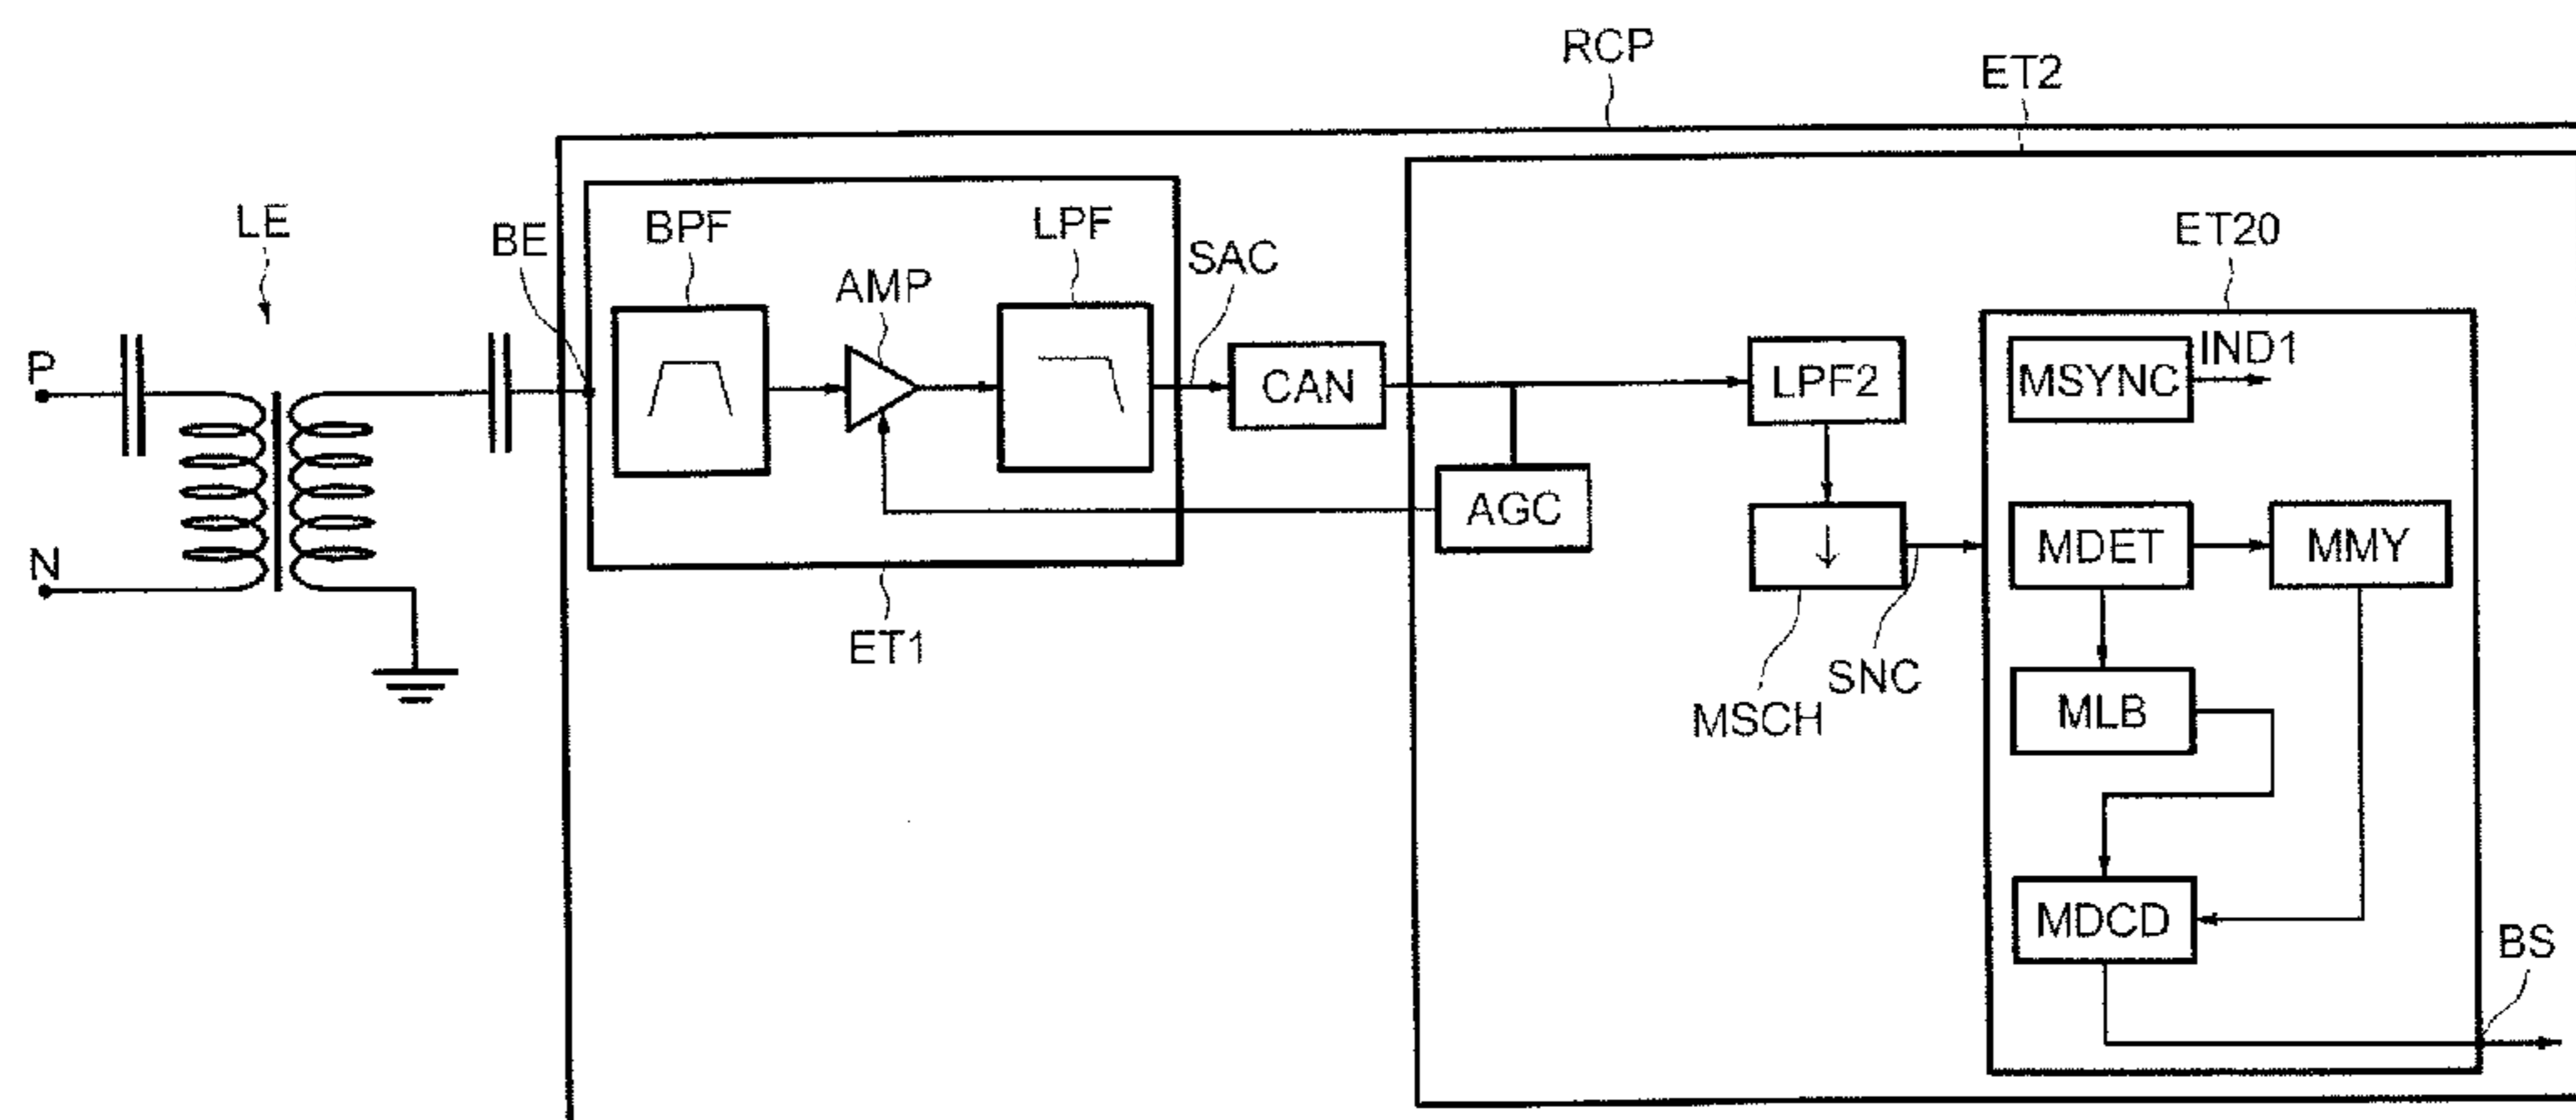 RCP
ET2
LE
BE
BPF
LPF
AMP
SAC
ET20
P
CAN
LPF2
MSYNC
IND1
N
AGC
↓
MDET
MMY
ET1
SNC
MSCH
MLB
MDCD
BS